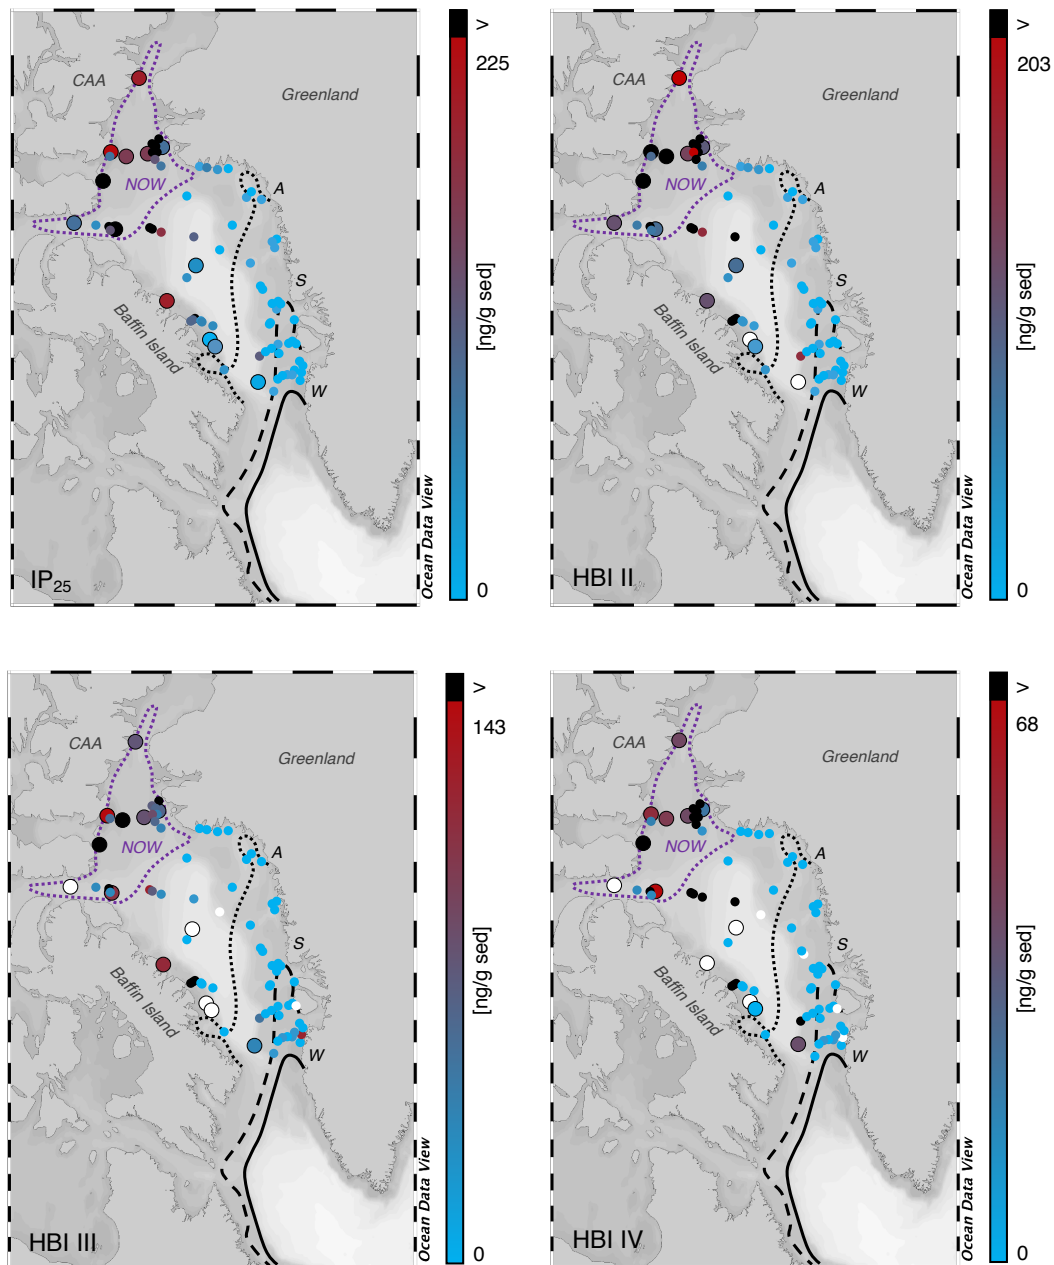 >
225
CAA
Greenland
NOW
A
S
[ng/g sed]
Baffin Island
W
Ocean Data View
IP25
0
>
203
CAA
Greenland
NOW
A
S
[ng/g sed]
Baffin Island
W
Ocean Data View
HBI II
0
>
143
CAA
Greenland
NOW
A
S
[ng/g sed]
Baffin Island
W
Ocean Data View
HBI III
0
>
68
CAA
Greenland
NOW
A
S
[ng/g sed]
Baffin Island
W
Ocean Data View
HBI IV
0